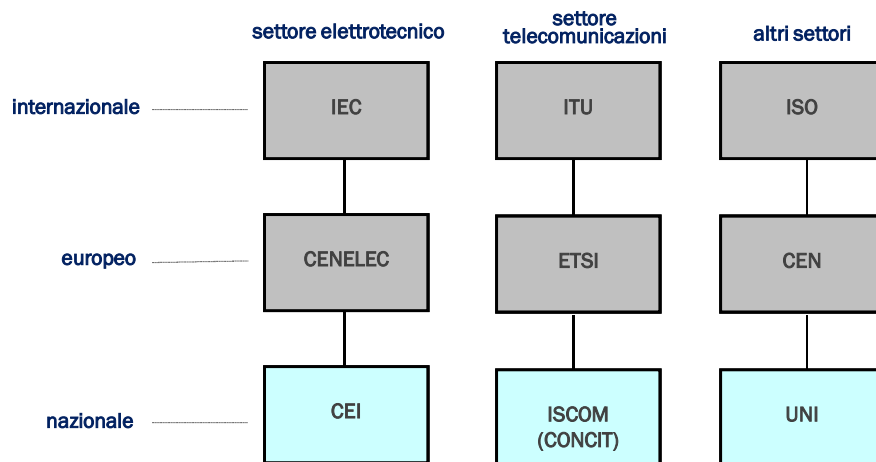 settore elettrotecnico
settore
telecomunicazioni
altri settori
internazionale
IEC
ITU
ISO
europeo
CENELEC
ETSI
CEN
nazionale
CEI
ISCOM
(CONCIT)
UNI